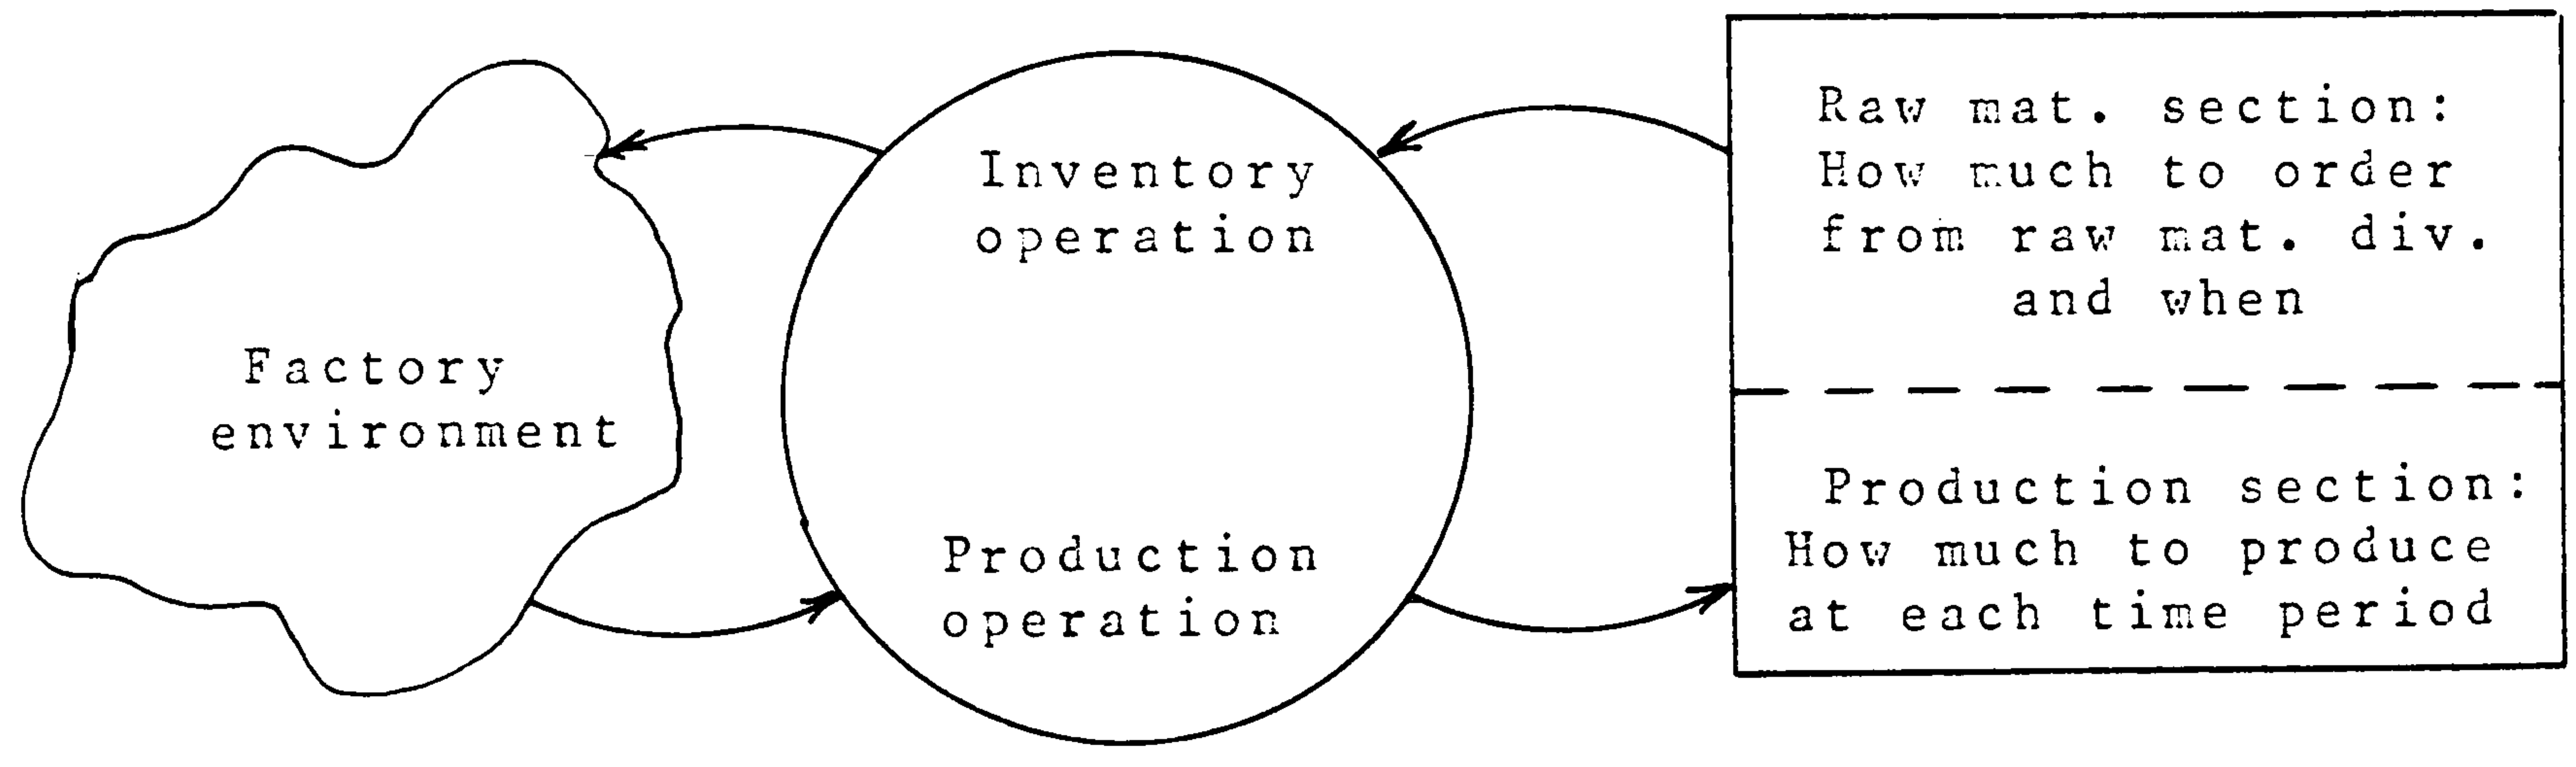 Factory
environment
Inventory
operation
Production
operation
Raw mat. section:
How much to order
from raw mat. div.
and when
Production section:
How much to produce
at each time period